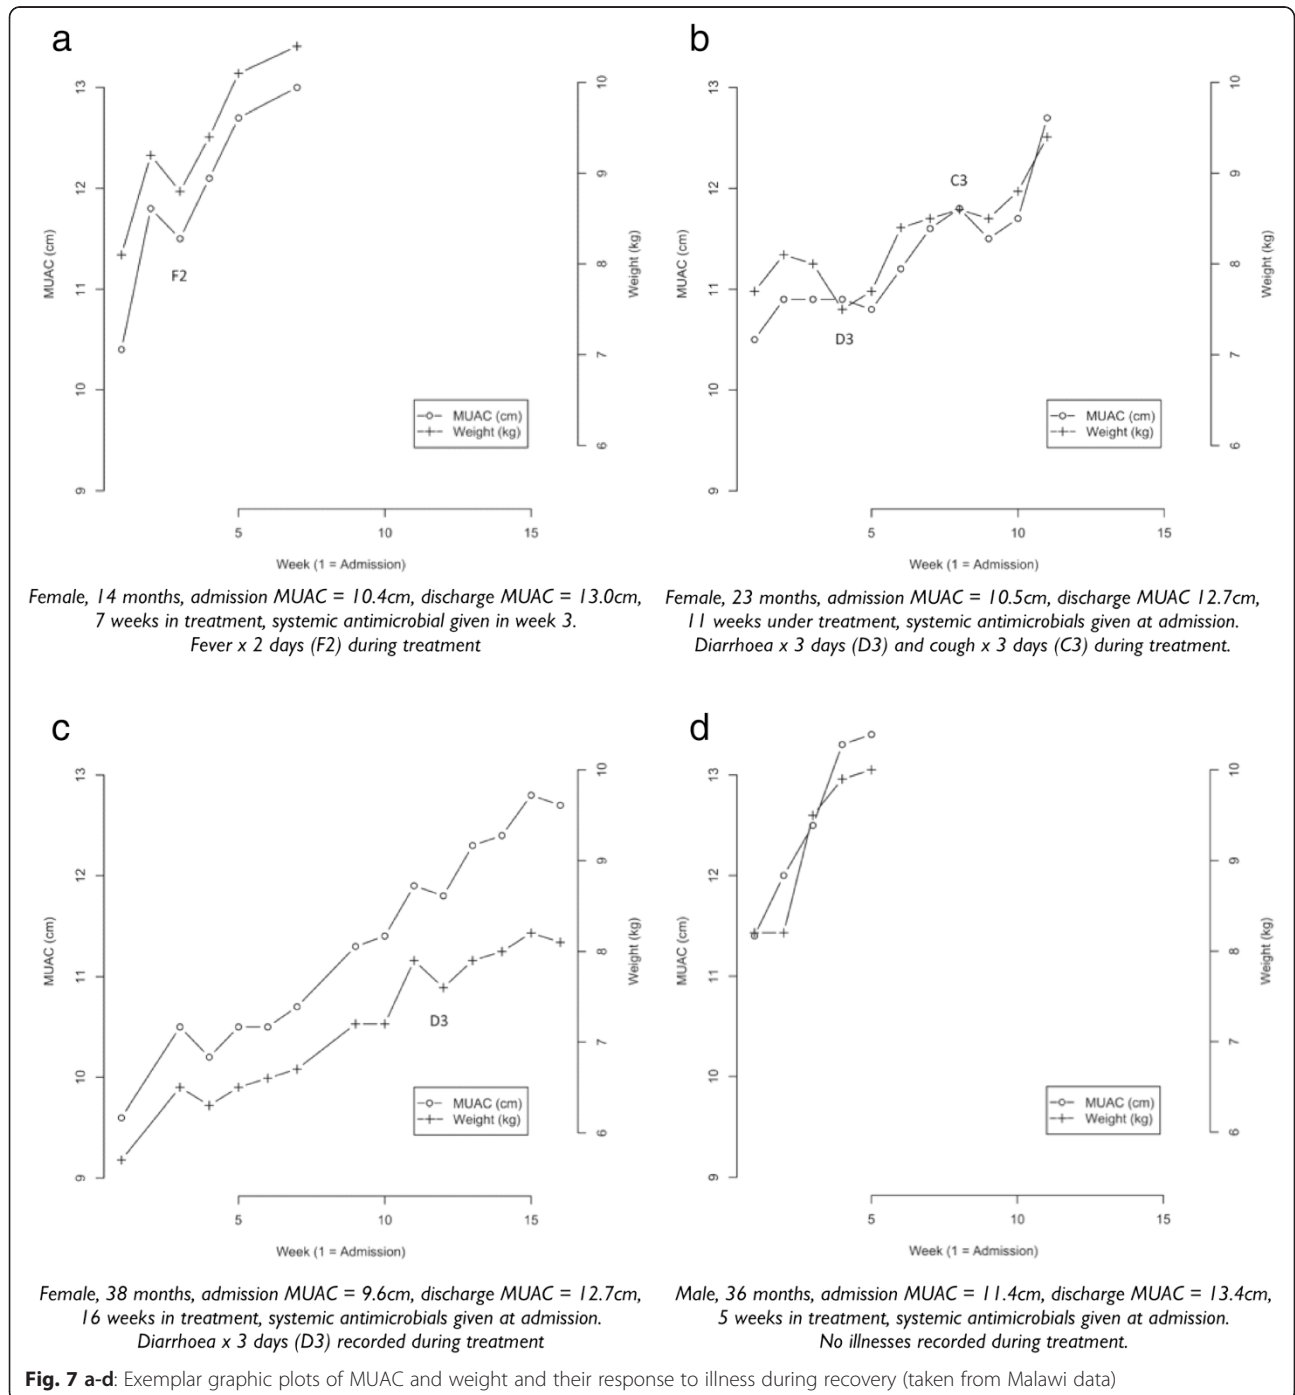 a
13
12
11
10
9
MUAC (cm)
10
9
8
7
6
Weight (kg)
F2
MUAC (cm)
Weight (kg)
5
10
15
Week (1 = Admission)
Female, 14 months, admission MUAC = 10.4cm, discharge MUAC = 13.0cm,
7 weeks in treatment, systemic antimicrobial given in week 3.
Fever x 2 days (F2) during treatment
b
13
12
11
10
9
MUAC (cm)
10
9
8
7
6
Weight (kg)
C3
D3
MUAC (cm)
Weight (kg)
5
10
15
Week (1 = Admission)
Female, 23 months, admission MUAC = 10.5cm, discharge MUAC 12.7cm,
11 weeks under treatment, systemic antimicrobials given at admission.
Diarrhoea x 3 days (D3) and cough x 3 days (C3) during treatment.
c
13
12
11
10
9
MUAC (cm)
10
9
8
7
6
Weight (kg)
D3
MUAC (cm)
Weight (kg)
5
10
15
Week (1 = Admission)
Female, 38 months, admission MUAC = 9.6cm, discharge MUAC = 12.7cm,
16 weeks in treatment, systemic antimicrobials given at admission.
Diarrhoea x 3 days (D3) recorded during treatment
d
13
12
11
10
9
MUAC (cm)
10
9
8
7
6
Weight (kg)
MUAC (cm)
Weight (kg)
5
10
15
Week (1 = Admission)
Male, 36 months, admission MUAC = 11.4cm, discharge MUAC = 13.4cm,
5 weeks in treatment, systemic antimicrobials given at admission.
No illnesses recorded during treatment.
Fig. 7 a-d: Exemplar graphic plots of MUAC and weight and their response to illness during recovery (taken from Malawi data)